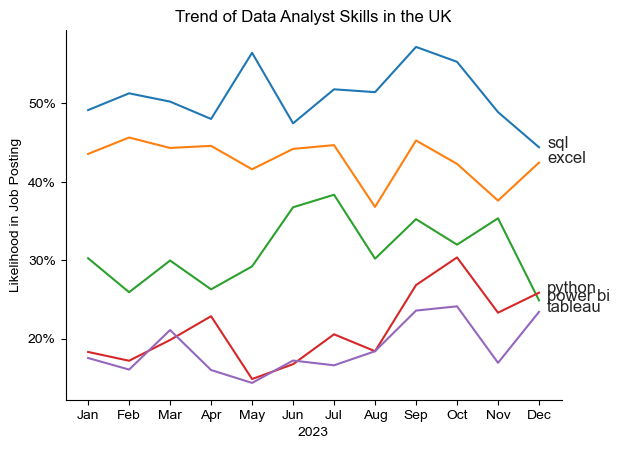 Trend of Data Analyst Skills in the UK
Likelihood in Job Posting
50%
40%
30%
20%
sql
excel
python
power bi
tableau
Jan Feb Mar Apr May Jun Jul Aug Sep Oct Nov Dec
2023